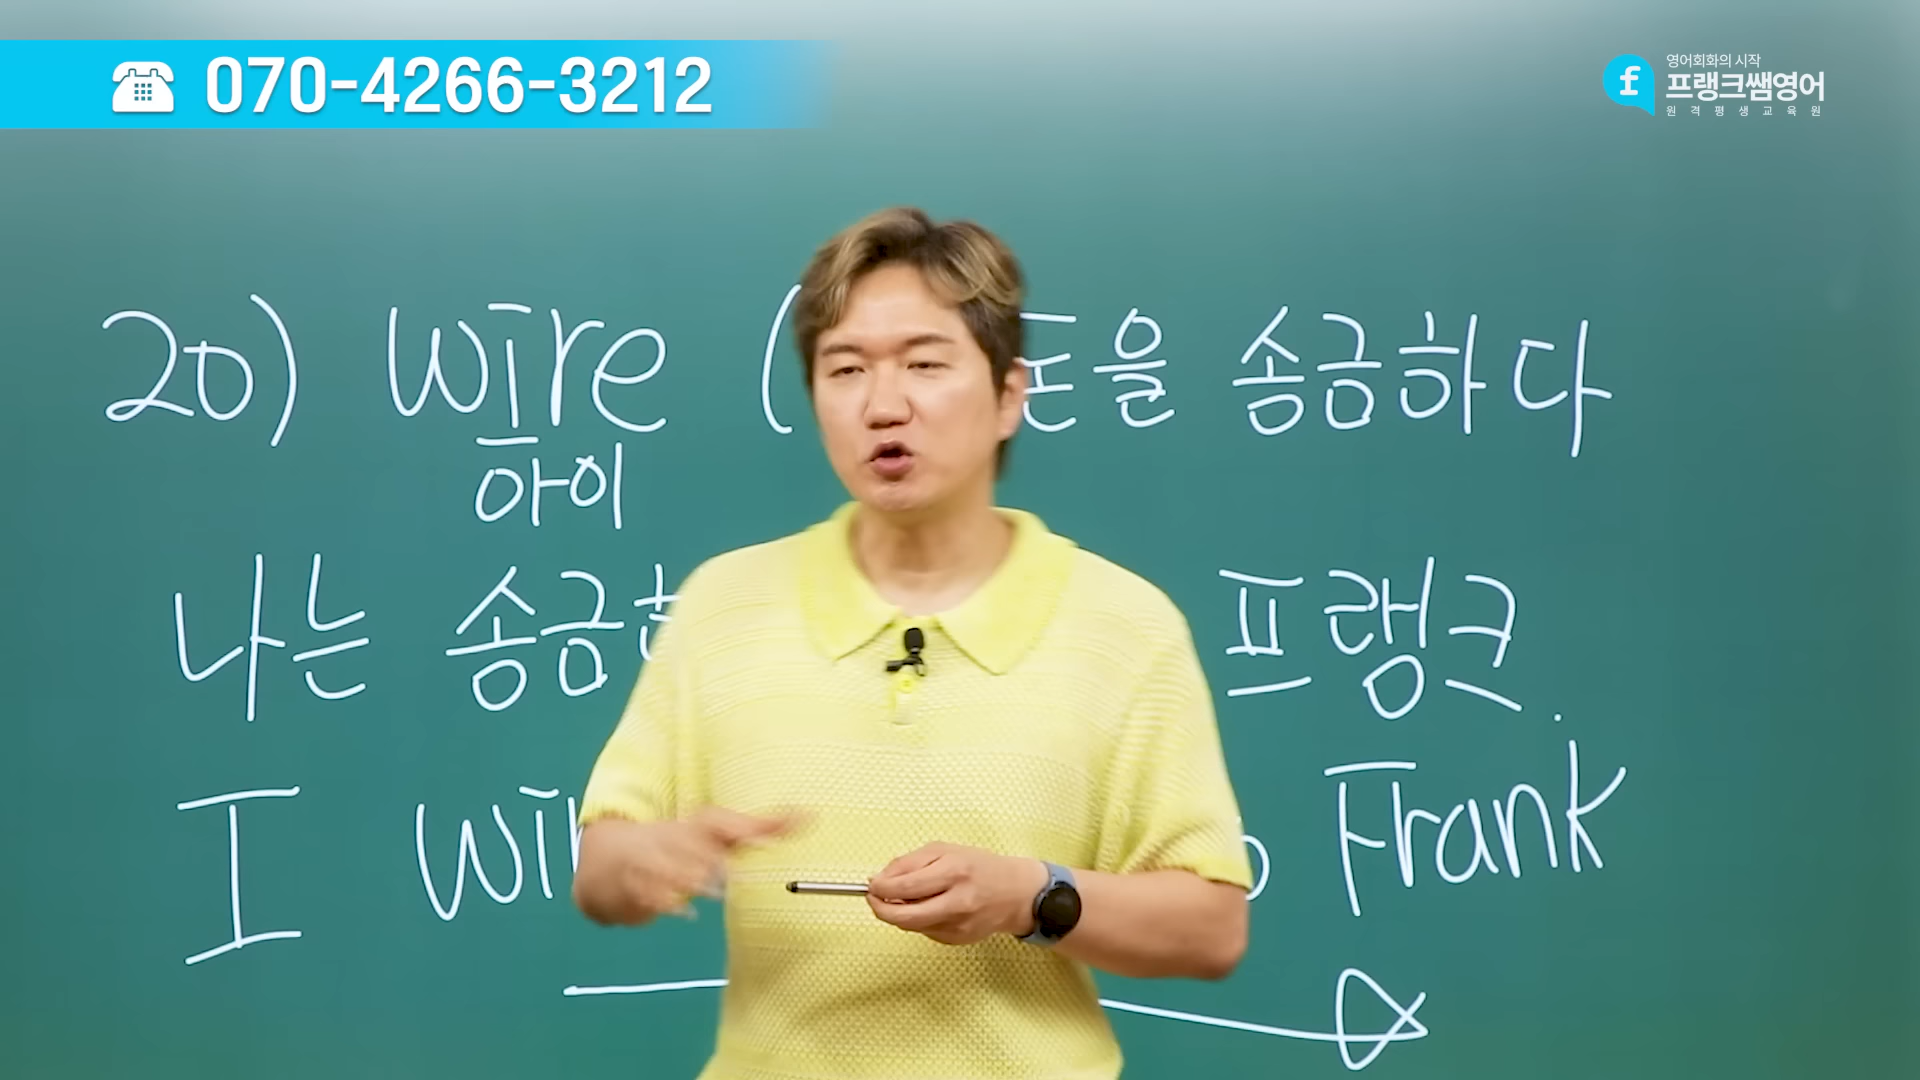 070-4266-3212
영어회화의 시작
프랭크쌤영어
원격평생교육원
20) wire ( 돈을 송금하다
아이
나는 송금 프랭크.
I Frank